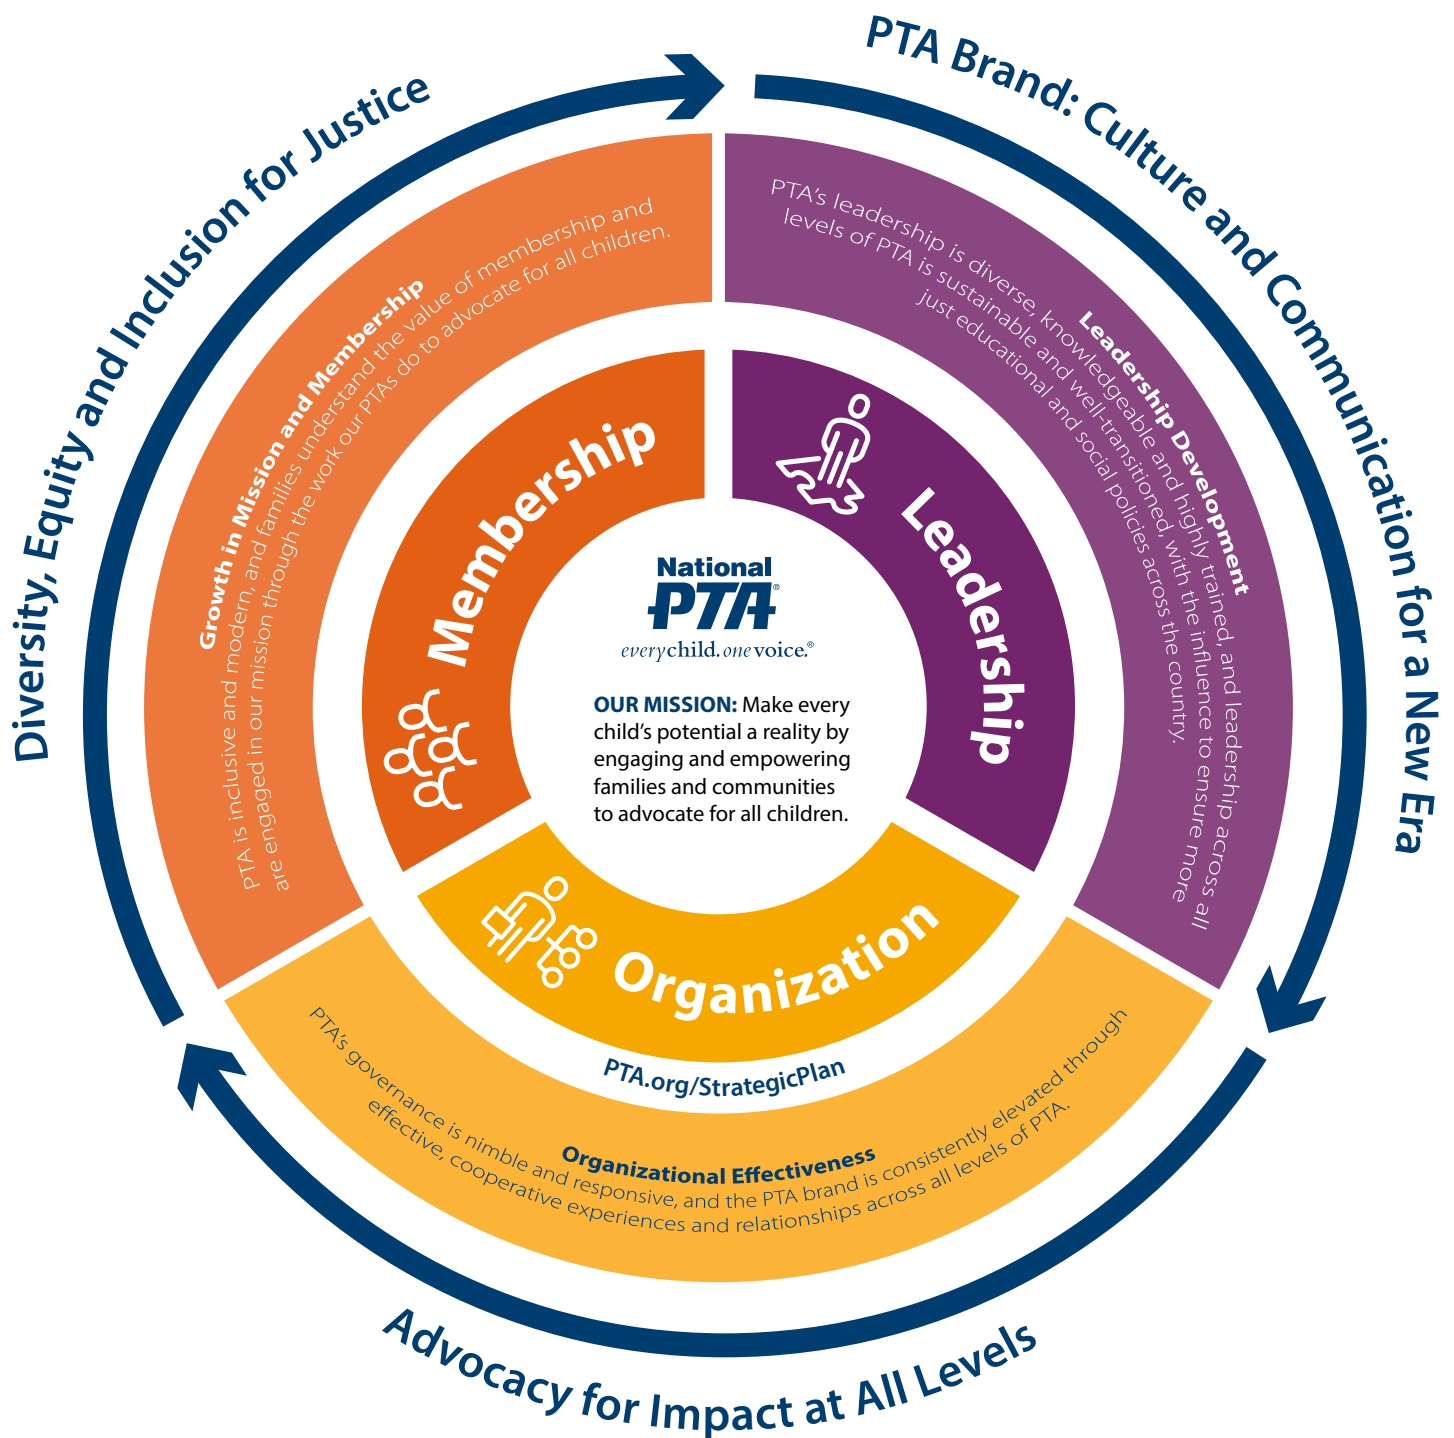 PTA Brand: Culture and Communication for a New Era
Diversity, Equity and Inclusion for Justice
Advocacy for Impact at All Levels
Growth in Mission and Membership
PTA is inclusive and modern, and families understand the value of membership and
are engaged in our mission through the work our PTAs do to advocate for all children.
Leadership Development
PTA's leadership is diverse, knowledgeable and highly trained, and leadership across all
levels of PTA is sustainable and well-transitioned, with the influence to ensure more
just educational and social policies across the country.
Organizational Effectiveness
PTA's governance is nimble and responsive, and the PTA brand is consistently elevated through
effective, cooperative experiences and relationships across all levels of PTA.
Membership
Leadership
Organization
National
PTA®
everychild. onevoice.®
OUR MISSION: Make every
child's potential a reality by
engaging and empowering
families and communities
to advocate for all children.
PTA.org/StrategicPlan